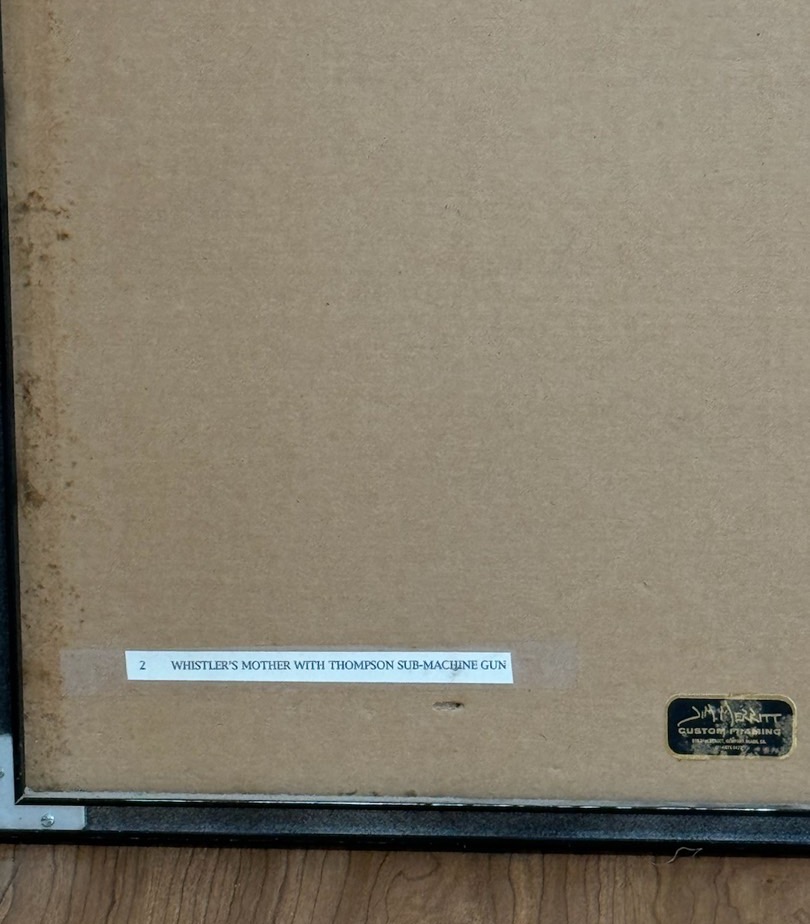 2 WHISTLER'S MOTHER WITH THOMPSON SUB-MACHINE GUN
JIM MERRITT
CUSTOM FRAMING